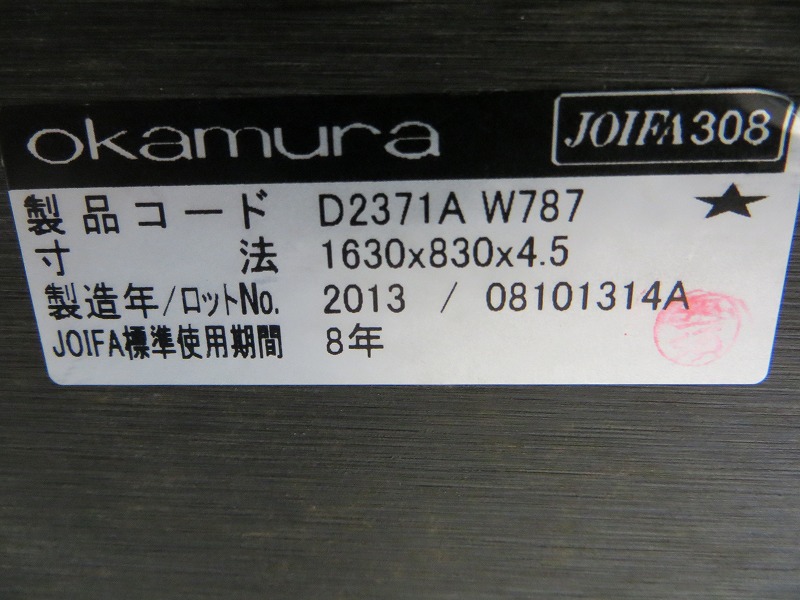 okamura JOIFA308
製品コード D2371A W787 ★
寸法 1630x830x4.5
製造年/ロットNo. 2013 / 08101314A
JOIFA標準使用期間 8年